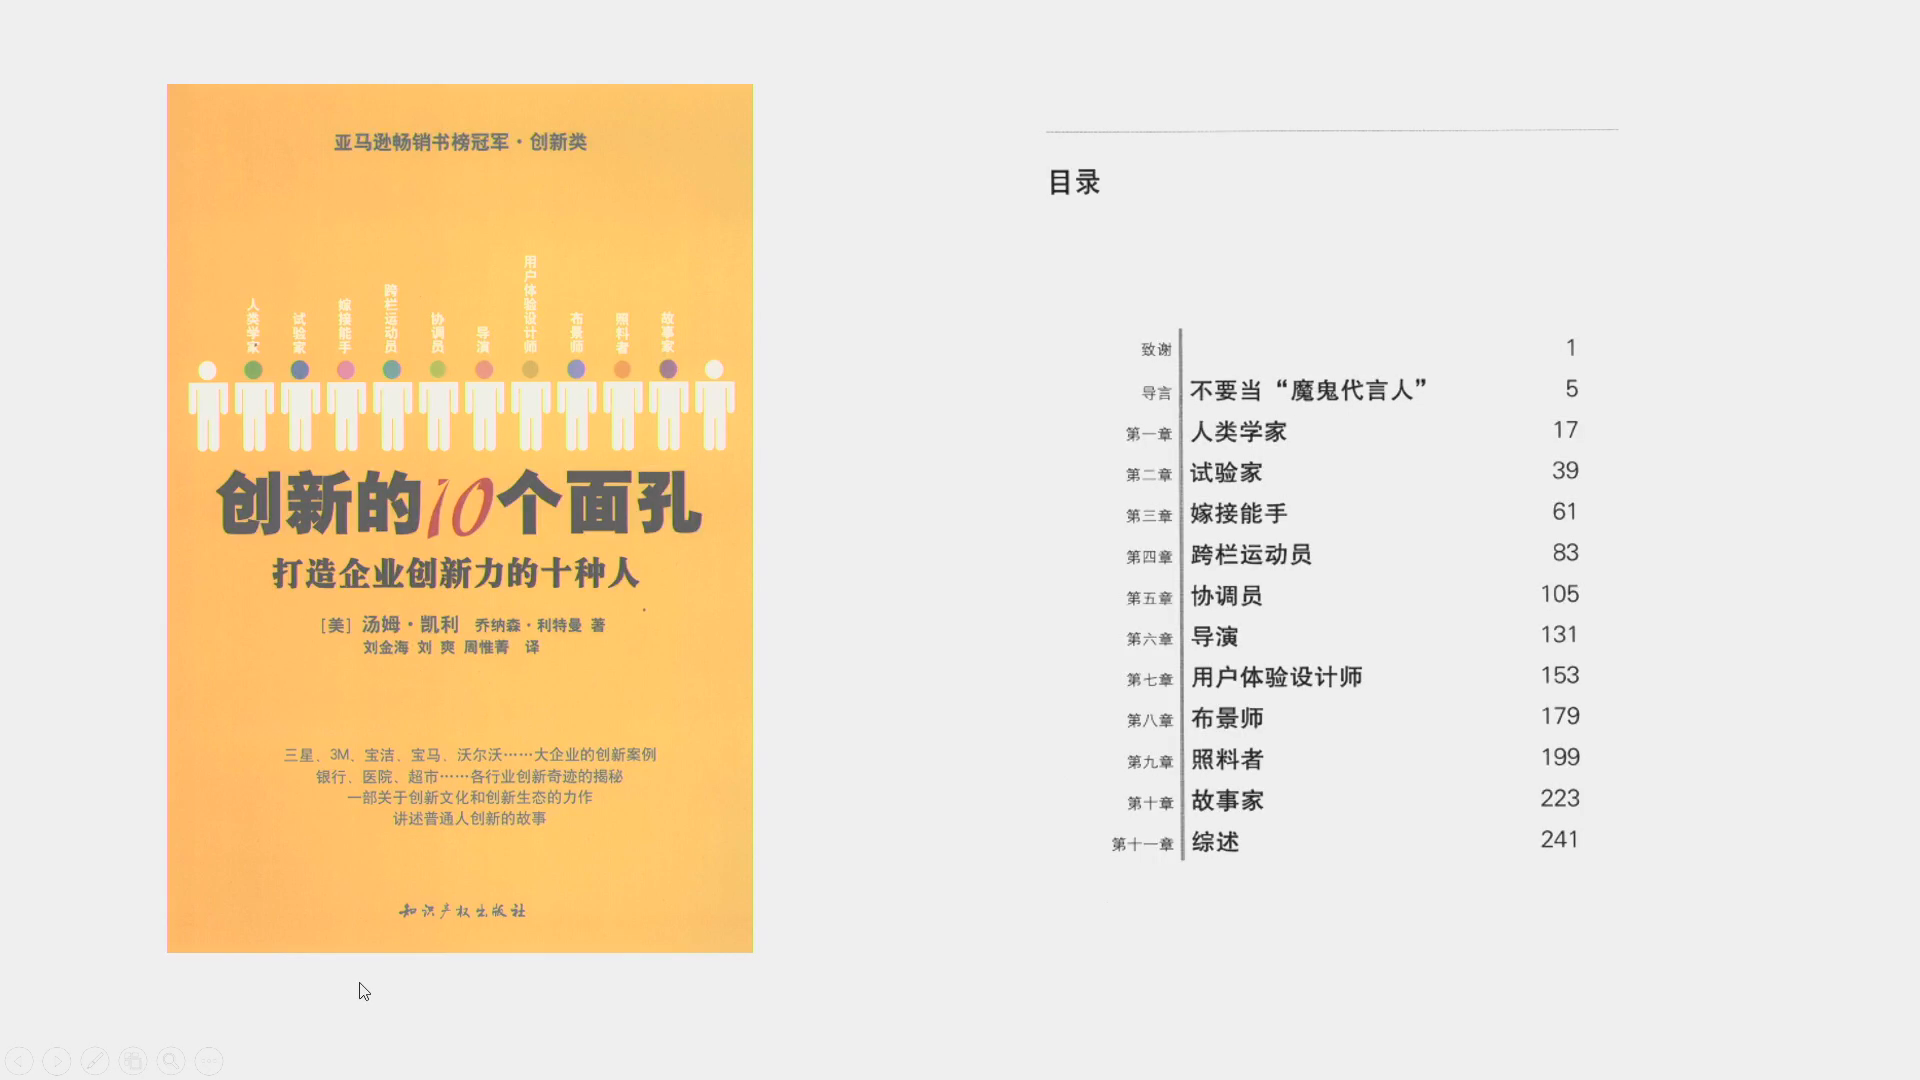 亚马逊畅销书榜冠军·创新类
人类学家
试验家
嫁接能手
跨栏运动员
协调员
导演
用户体验设计师
布景师
照料者
故事家
创新的10个面孔
打造企业创新力的十种人
[美] 汤姆·凯利 乔纳森·利特曼 著
刘金海 刘 爽 周惟菁 译
三星、3M、宝洁、宝马、沃尔沃……大企业的创新案例
银行、医院、超市……各行业创新奇迹的揭秘
一部关于创新文化和创新生态的力作
讲述普通人创新的故事
知识产权出版社
目录
致谢 1
导言 不要当“魔鬼代言人” 5
第一章 人类学家 17
第二章 试验家 39
第三章 嫁接能手 61
第四章 跨栏运动员 83
第五章 协调员 105
第六章 导演 131
第七章 用户体验设计师 153
第八章 布景师 179
第九章 照料者 199
第十章 故事家 223
第十一章 综述 241